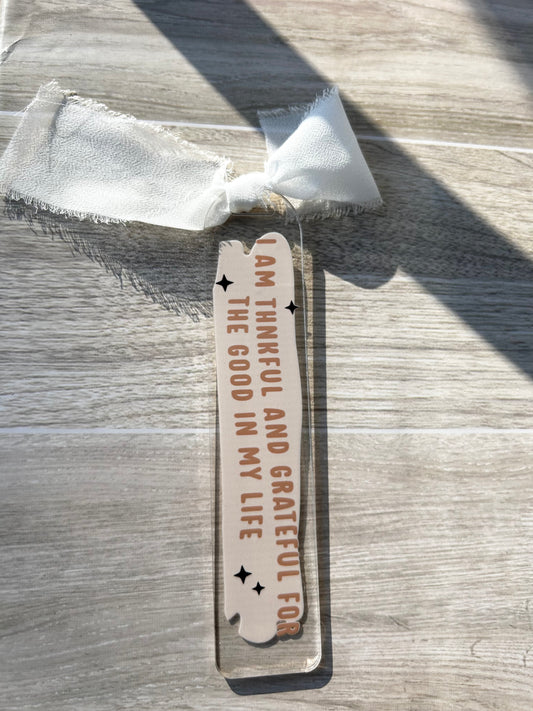 I AM THNKFUL AND GRATEFUL FOR
THE GOOD IN MY LIFE